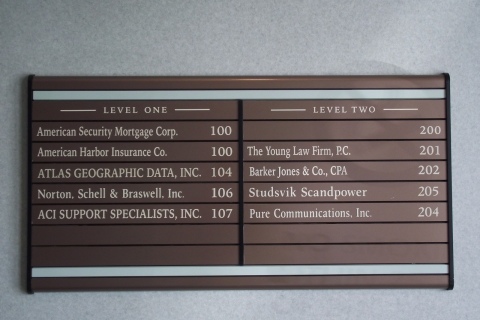 LEVEL ONE
American Security Mortgage Corp. 100
American Harbor Insurance Co. 100
ATLAS GEOGRAPHIC DATA, INC. 104
Norton, Schell & Braswell, Inc. 106
ACI SUPPORT SPECIALISTS, INC. 107
LEVEL TWO
200
The Young Law Firm, P.C. 201
Barker Jones & Co., CPA 202
Studsvik Scandpower 205
Pure Communications, Inc. 204